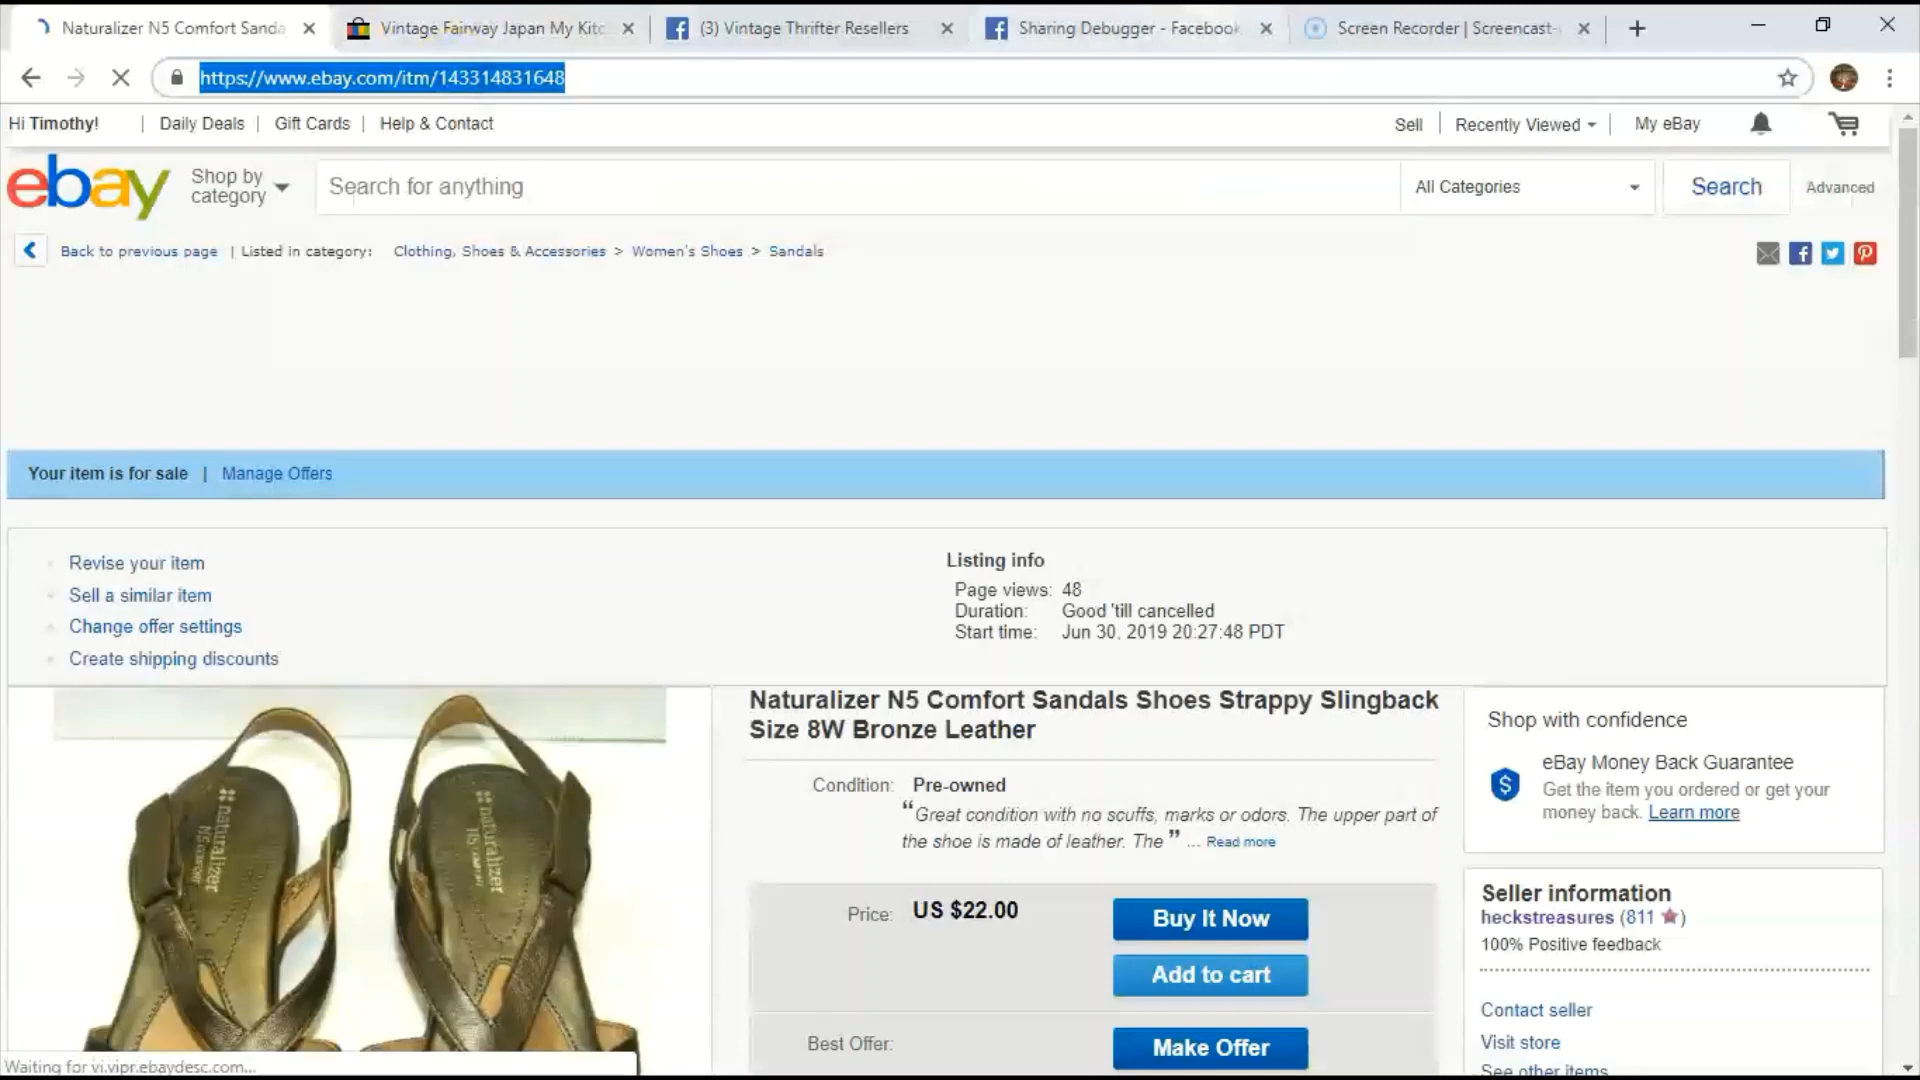 Naturalizer N5 Comfort Sanda
Vintage Fairway Japan My Kitc
(3) Vintage Thrifter Resellers
Sharing Debugger - Facebook
Screen Recorder | Screencast-
https://www.ebay.com/itm/143314831648
Hi Timothy! | Daily Deals | Gift Cards | Help & Contact
Sell | Recently Viewed | My eBay
ebay
Shop by
category
Search for anything
All Categories
Search
Advanced
Back to previous page | Listed in category: Clothing, Shoes & Accessories > Women's Shoes > Sandals
Your item is for sale | Manage Offers
Revise your item
Sell a similar item
Change offer settings
Create shipping discounts
Listing info
Page views: 48
Duration: Good 'till cancelled
Start time: Jun 30, 2019 20:27:48 PDT
naturalizer
N5 COMFORT
naturalizer
N5 COMFORT
Naturalizer N5 Comfort Sandals Shoes Strappy Slingback
Size 8W Bronze Leather
Condition: Pre-owned
“Great condition with no scuffs, marks or odors. The upper part of
the shoe is made of leather. The ” ... Read more
Price: US $22.00
Buy It Now
Add to cart
Best Offer:
Make Offer
Shop with confidence
eBay Money Back Guarantee
Get the item you ordered or get your
money back. Learn more
Seller information
heckstreasures (811)
100% Positive feedback
Contact seller
Visit store
See other items
Waiting for vi.vipr.ebaydesc.com...